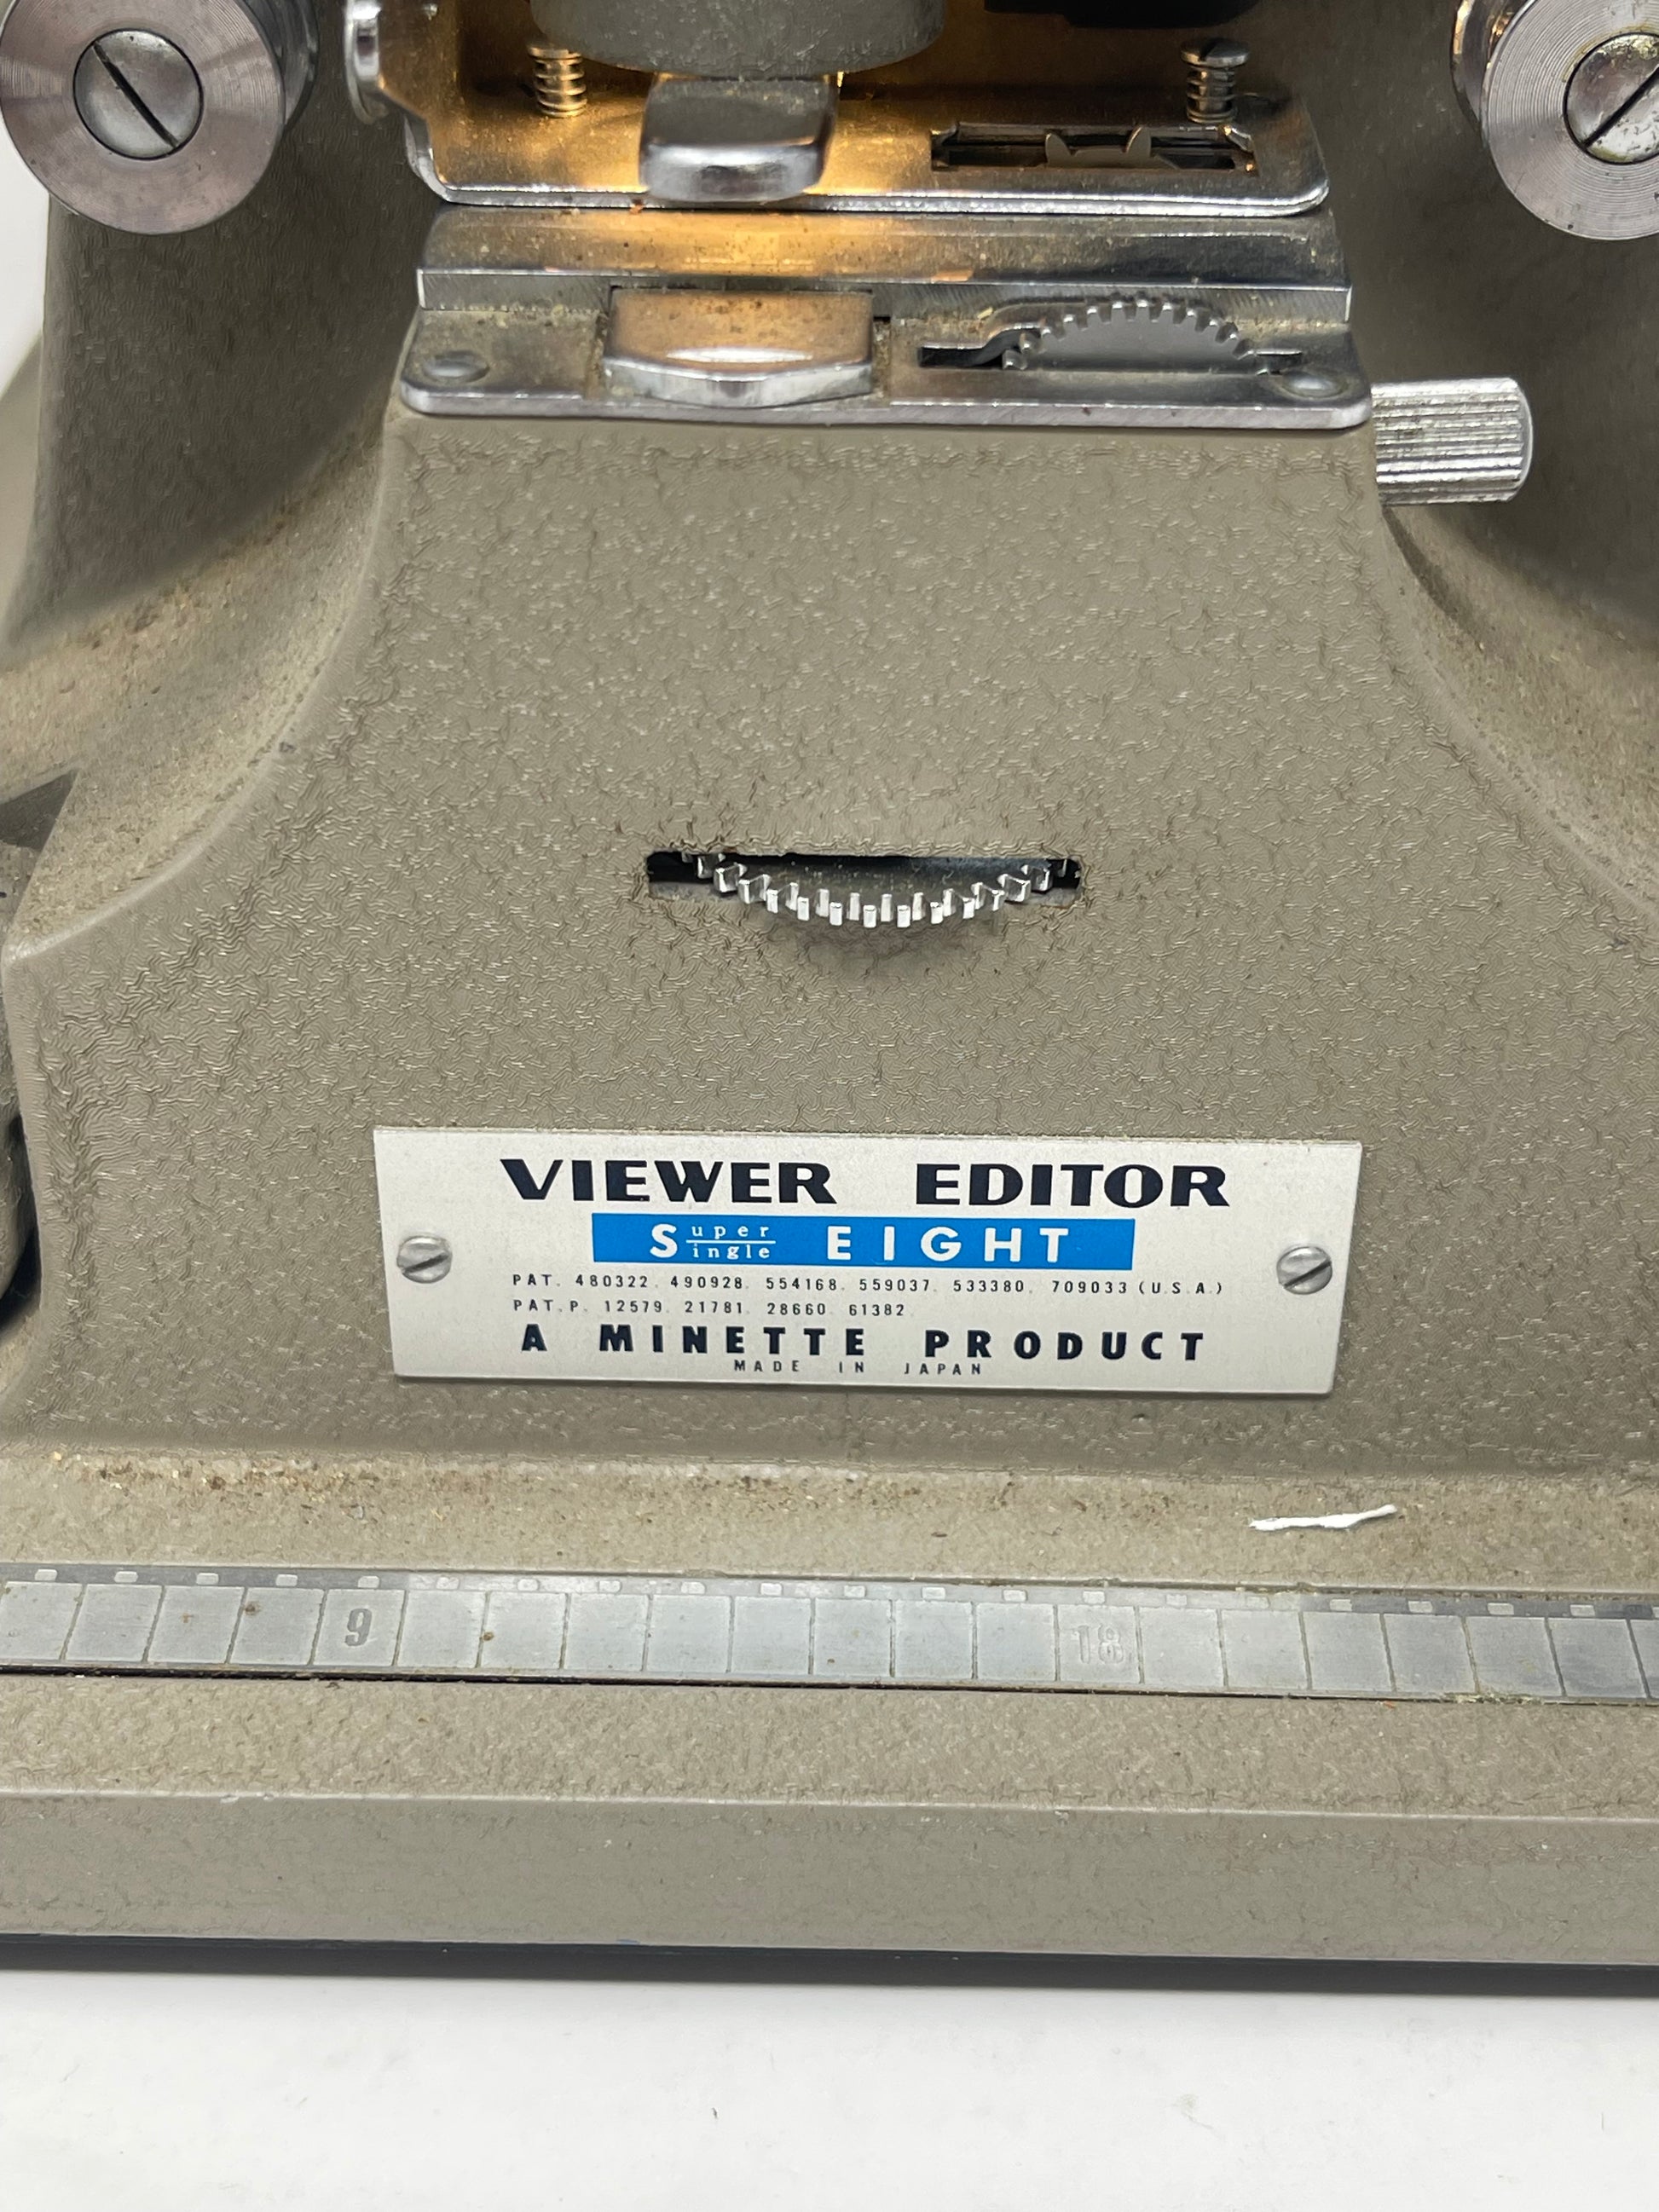 VIEWER EDITOR
Super Single EIGHT
PAT. 480322. 490928. 554168. 559037. 533380. 709033 (U.S.A.)
PAT.P. 12579. 21781. 28660. 61382.
A MINETTE PRODUCT
MADE IN JAPAN
9 18